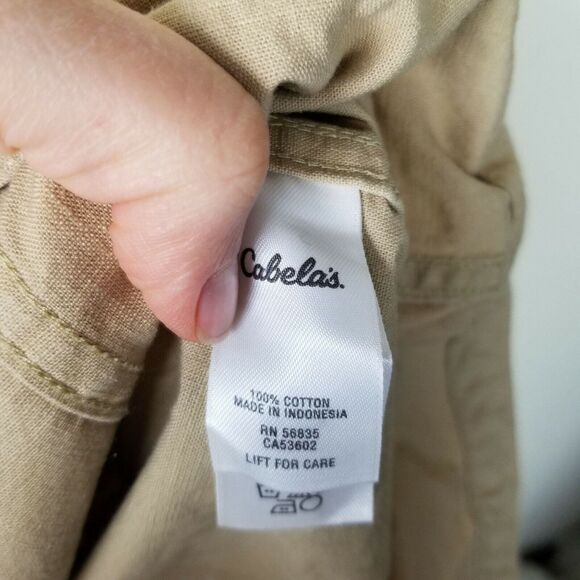 Cabela's.
100% COTTON
MADE IN INDONESIA
RN 56835
CA53602
LIFT FOR CARE